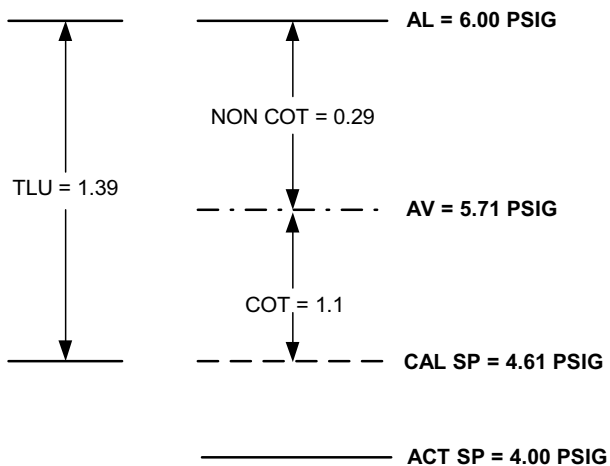 AL = 6.00 PSIG
NON COT = 0.29
TLU = 1.39
AV = 5.71 PSIG
COT = 1.1
CAL SP = 4.61 PSIG
ACT SP = 4.00 PSIG